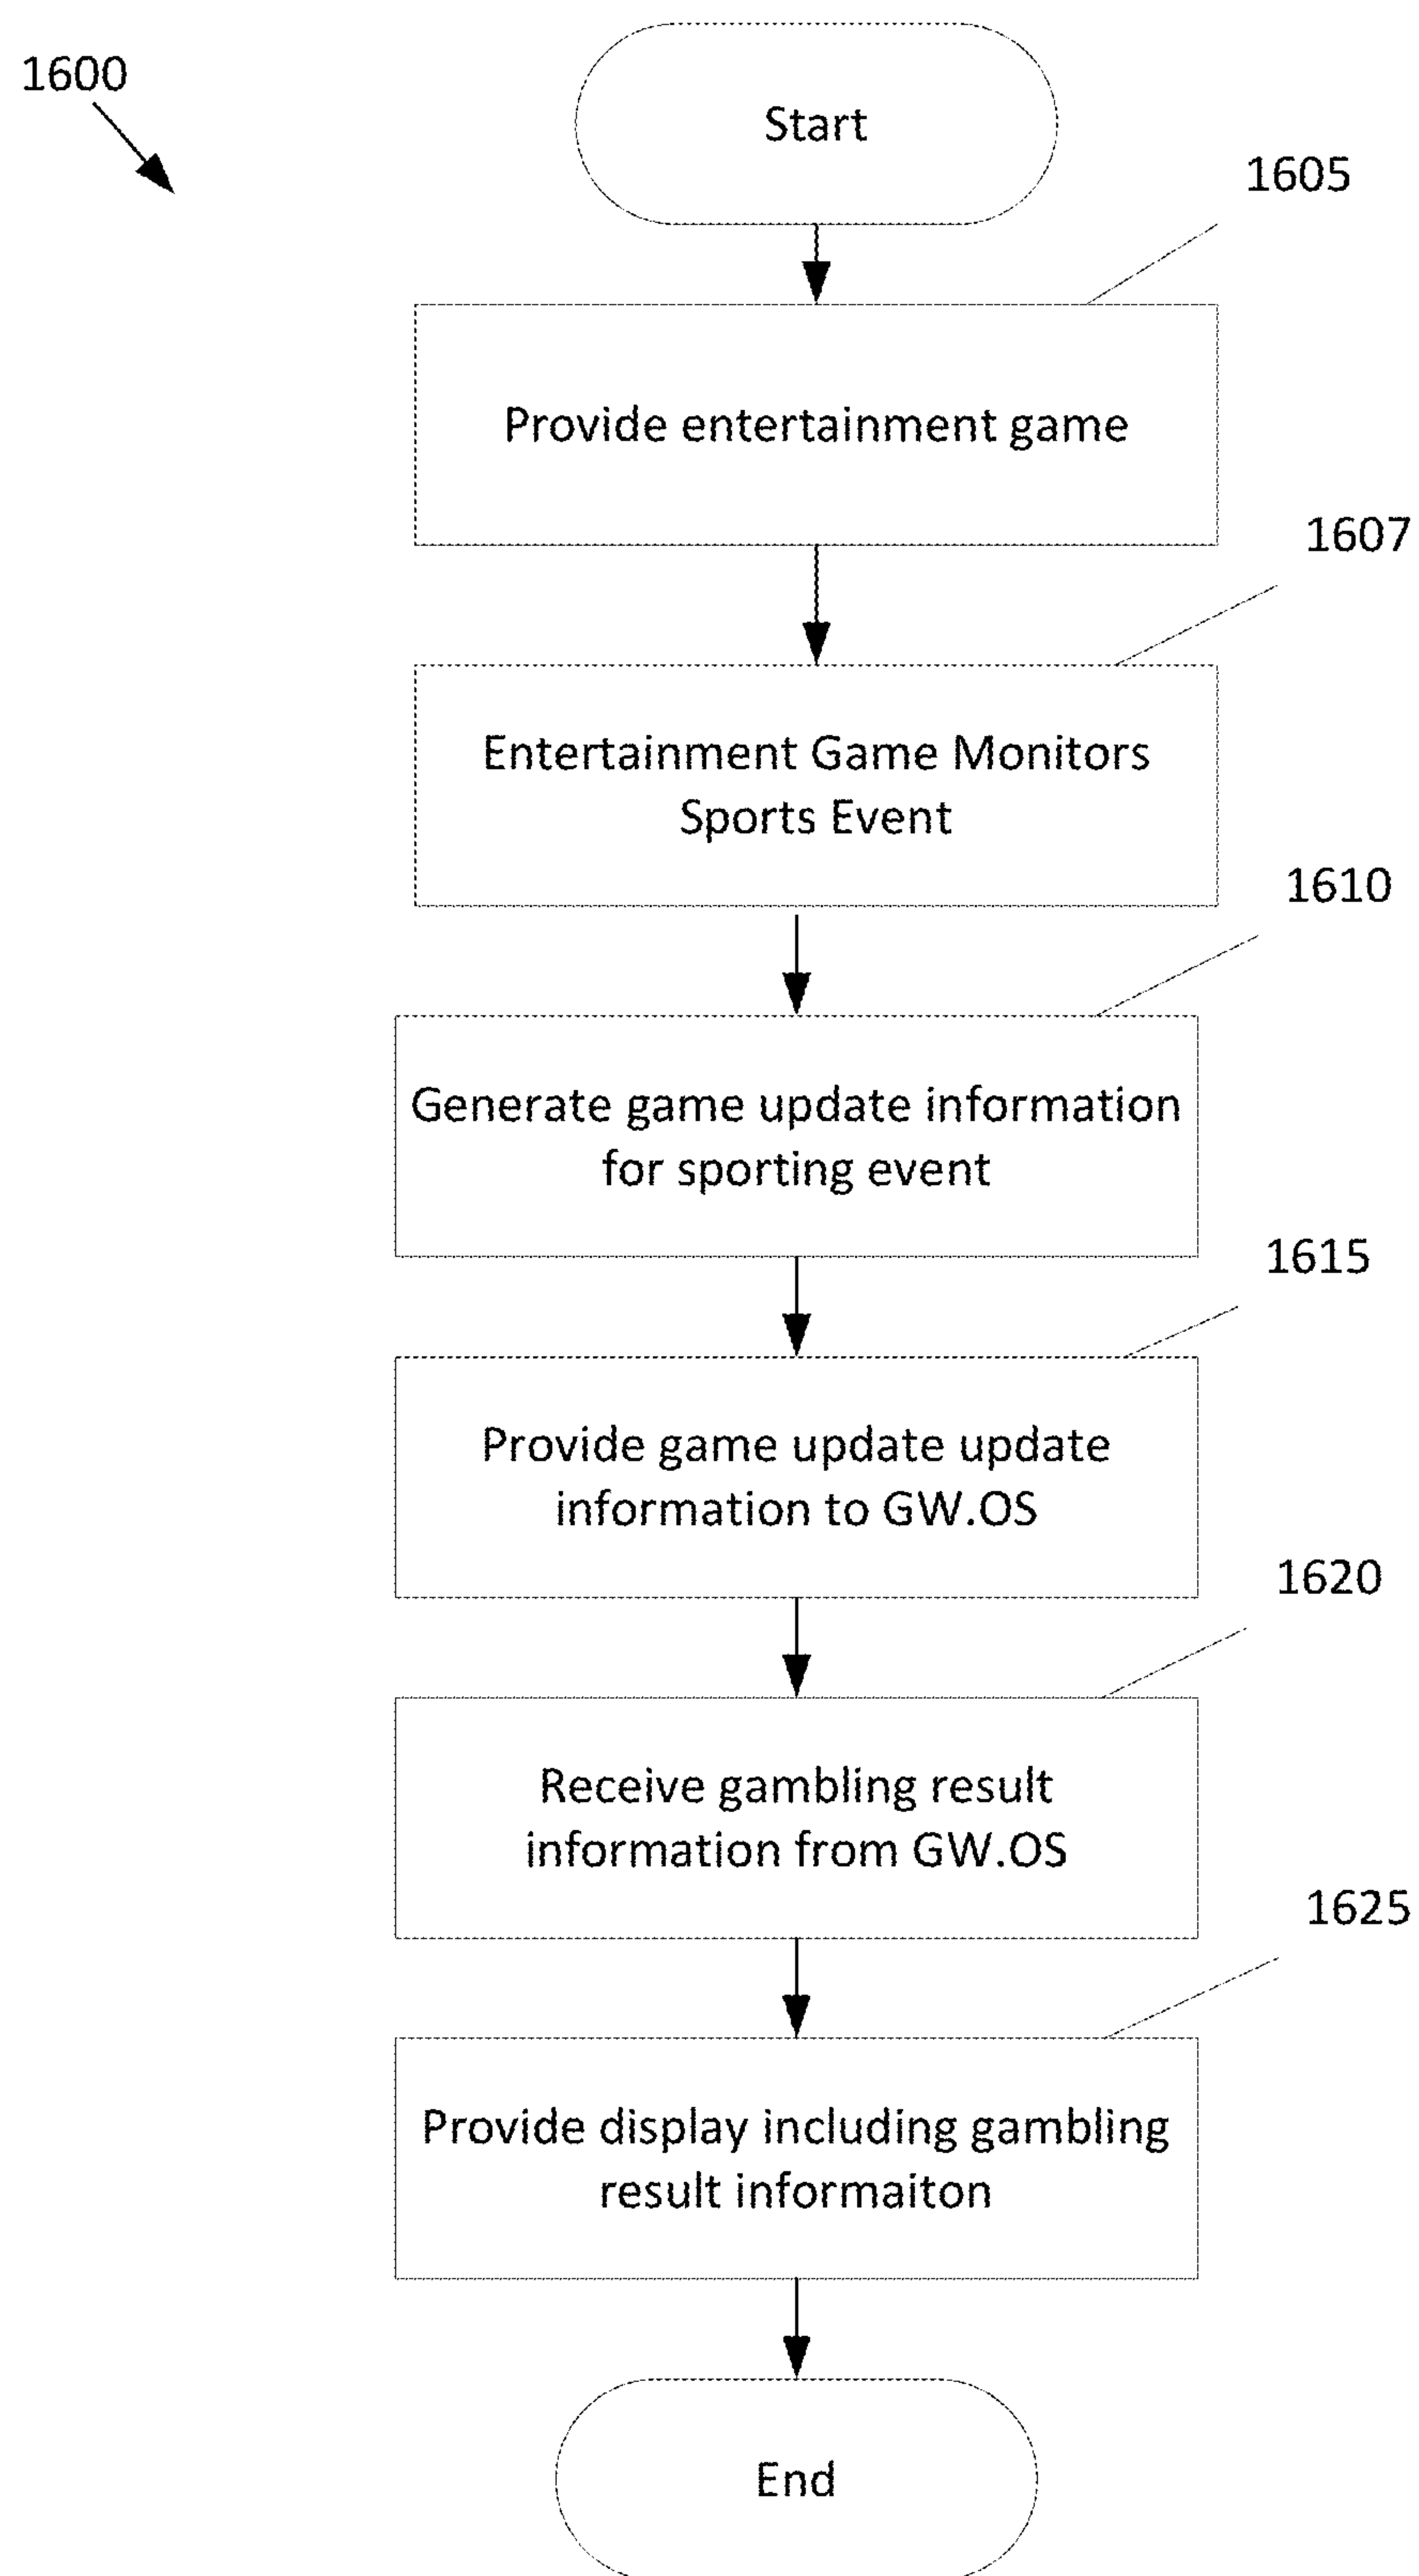 1600
Start
1605
Provide entertainment game
1607
Entertainment Game Monitors
Sports Event
1610
Generate game update information
for sporting event
1615
Provide game update update
information to GW.OS
1620
Receive gambling result
information from GW.OS
1625
Provide display including gambling
result informaiton
End